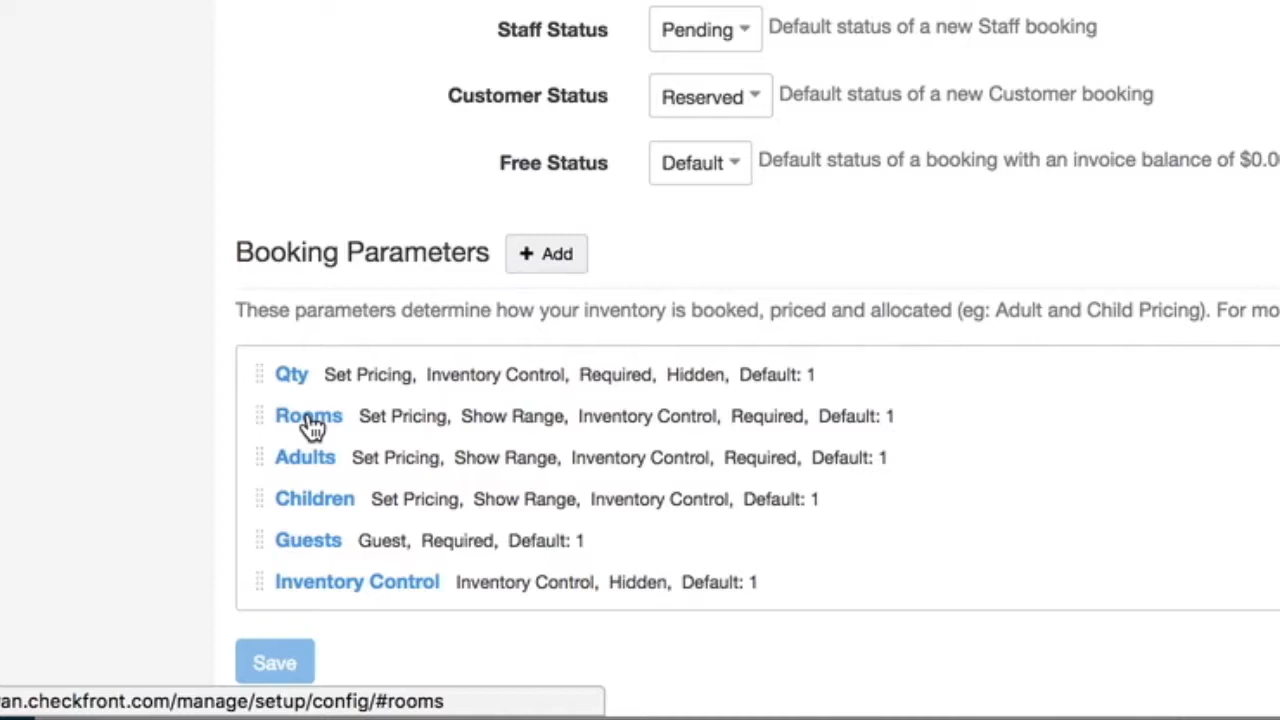 Staff Status Pending Default status of a new Staff booking
Customer Status Reserved Default status of a new Customer booking
Free Status Default Default status of a booking with an invoice balance of $0.0
Booking Parameters + Add
These parameters determine how your inventory is booked, priced and allocated (eg: Adult and Child Pricing). For mo
Qty Set Pricing, Inventory Control, Required, Hidden, Default: 1
Rooms Set Pricing, Show Range, Inventory Control, Required, Default: 1
Adults Set Pricing, Show Range, Inventory Control, Required, Default: 1
Children Set Pricing, Show Range, Inventory Control, Default: 1
Guests Guest, Required, Default: 1
Inventory Control Inventory Control, Hidden, Default: 1
Save
an.checkfront.com/manage/setup/config/#rooms